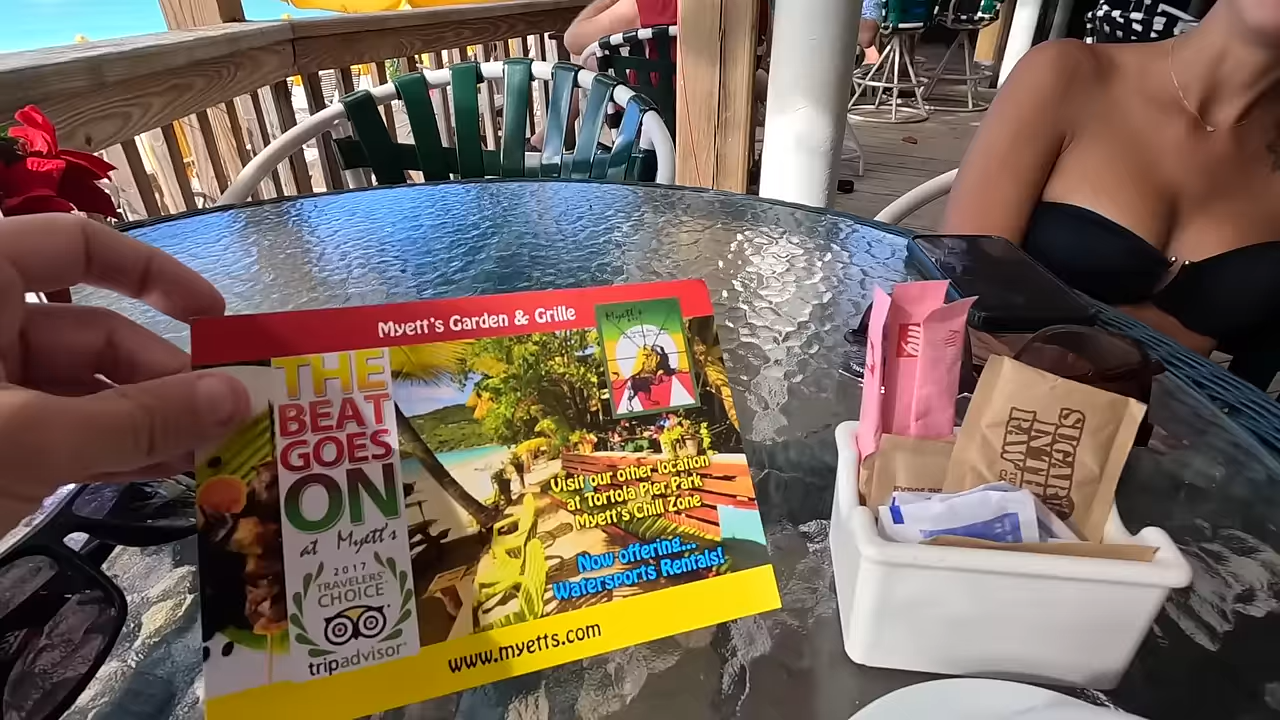 Myett's Garden & Grille
Myett's
THE
BEAT
GOES
ON
at Myett's
2017
TRAVELERS'
CHOICE
tripadvisor
Visit our other location
at Tortola Pier Park
Myett's Chill Zone
Now offering...
Watersports Rentals!
www.myetts.com
SUGAR
IN THE
RAW